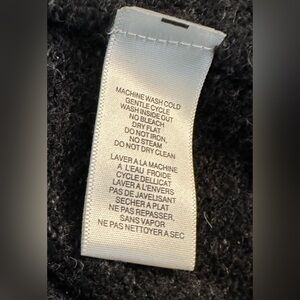 MACHINE WASH COLD
GENTLE CYCLE
WASH INSIDE OUT
NO BLEACH
DRY FLAT
DO NOT IRON,
NO STEAM
DO NOT DRY CLEAN
LAVER A LA MACHINE
A L'EAU FROIDE
CYCLE DELLICAT
LAVER A L'ENVERS
PAS DE JAVELISANT
SECHER A PLAT
NE PAS REPASSER,
SANS VAPOR
NE PAS NETTOYER A SEC